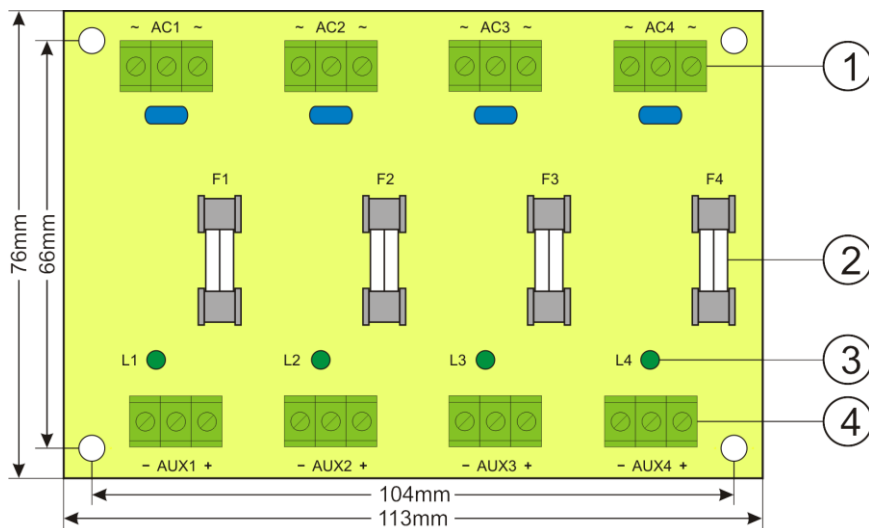 ~ AC1 ~ ~ AC2 ~ ~ AC3 ~ ~ AC4 ~
1
F1 F2 F3 F4
76mm
66mm
2
L1 L2 L3 L4
3
4
− AUX1 + − AUX2 + − AUX3 + − AUX4 +
104mm
113mm